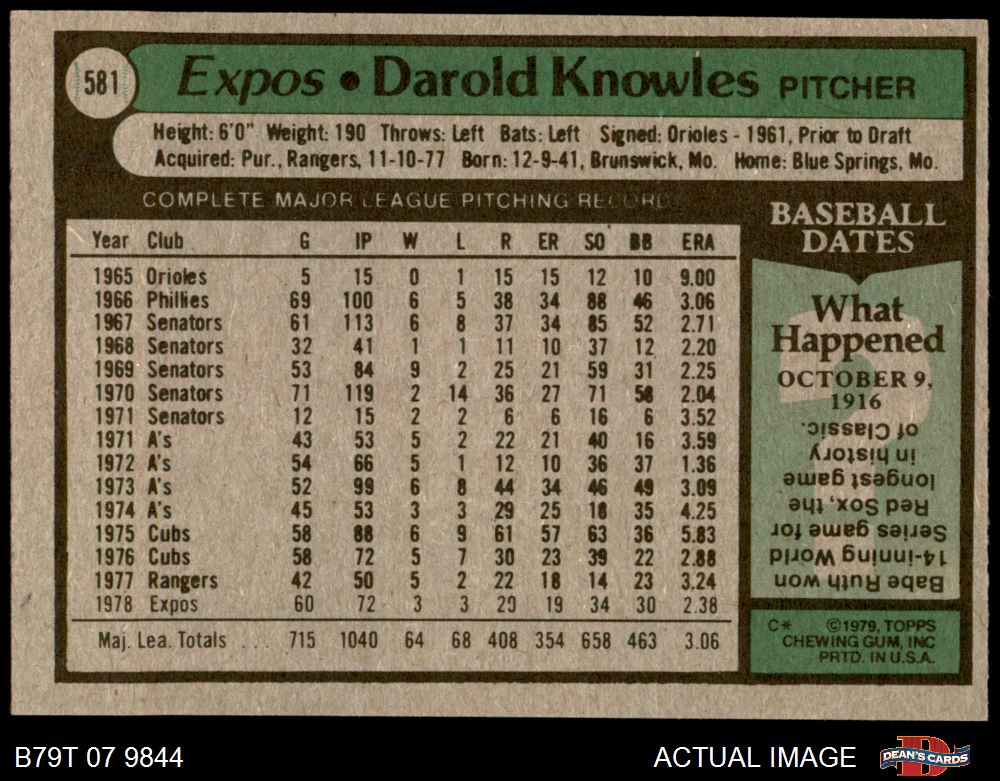 581 Expos • Darold Knowles PITCHER
Height: 6'0" Weight: 190 Throws: Left Bats: Left Signed: Orioles - 1961, Prior to Draft
Acquired: Pur., Rangers, 11-10-77 Born: 12-9-41, Brunswick, Mo. Home: Blue Springs, Mo.
COMPLETE MAJOR LEAGUE PITCHING RECORD
Year Club G IP W L R ER SO BB ERA
1965 Orioles 5 15 0 1 15 15 12 10 9.00
1966 Phillies 69 100 6 5 38 34 88 46 3.06
1967 Senators 61 113 6 8 37 34 85 52 2.71
1968 Senators 32 41 1 1 11 10 37 12 2.20
1969 Senators 53 84 9 2 25 21 59 31 2.25
1970 Senators 71 119 2 14 36 27 71 58 2.04
1971 Senators 12 15 2 2 6 6 16 6 3.52
1971 A's 43 53 5 2 22 21 40 16 3.59
1972 A's 54 66 5 1 12 10 36 37 1.36
1973 A's 52 99 6 8 44 34 46 49 3.09
1974 A's 45 53 3 3 29 25 18 35 4.25
1975 Cubs 58 88 6 9 61 57 63 36 5.83
1976 Cubs 58 72 5 7 30 23 39 22 2.88
1977 Rangers 42 50 5 2 22 18 14 23 3.24
1978 Expos 60 72 3 3 29 19 34 30 2.38
Maj. Lea. Totals ... 715 1040 64 68 408 354 658 463 3.06
BASEBALL
DATES
What
Happened
OCTOBER 9,
1916
Babe Ruth won
14-inning World
Series game for
Red Sox, the
longest game
in history
of Classic.
C* ©1979, TOPPS
CHEWING GUM, INC
PRTD. IN U.S.A.
B79T 07 9844
ACTUAL IMAGE
DEAN'S CARDS